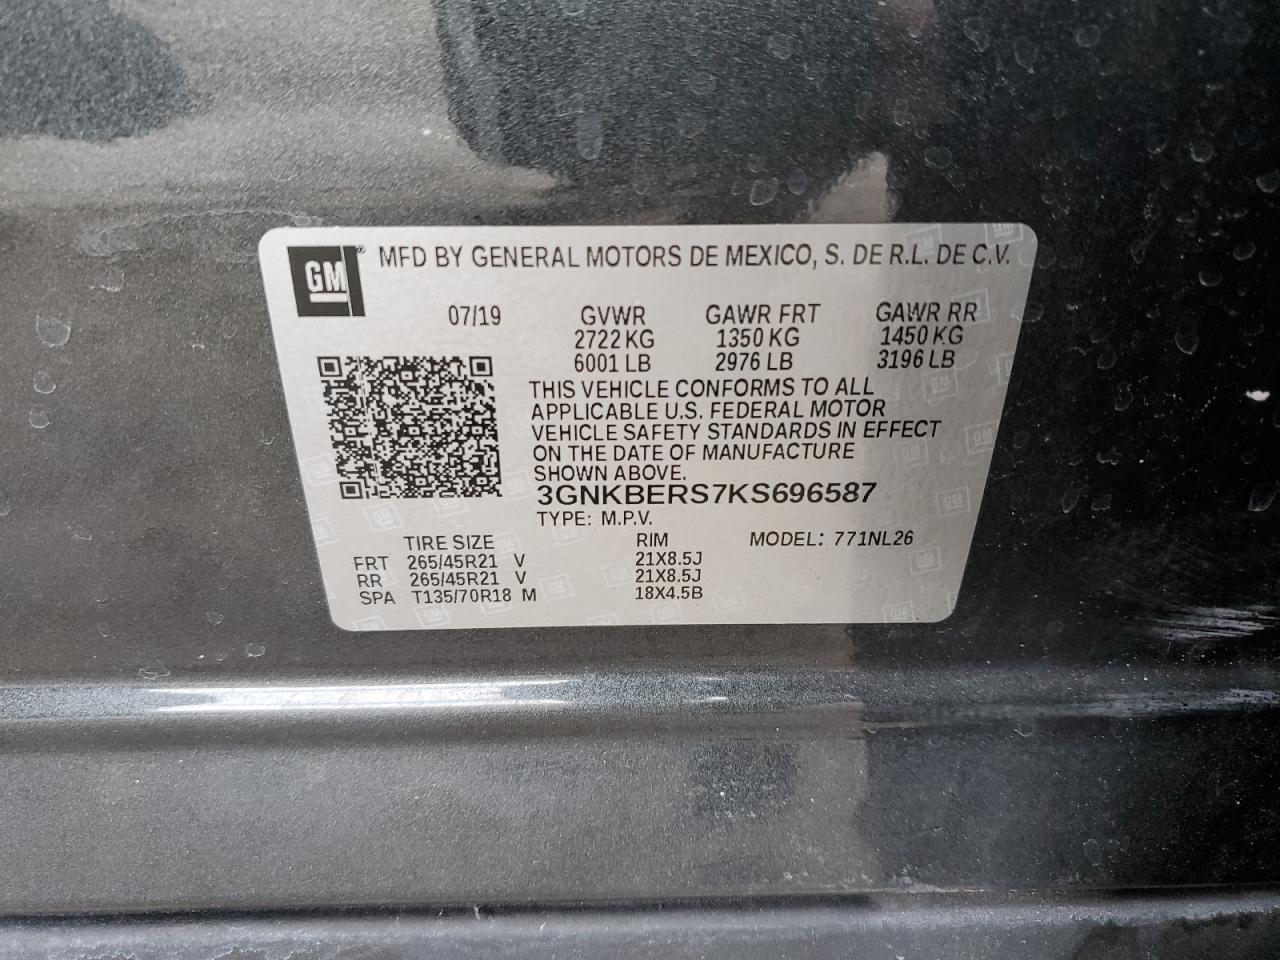 GM ® MFD BY GENERAL MOTORS DE MEXICO, S. DE R.L. DE C.V.
07/19 GVWR GAWR FRT GAWR RR
2722 KG 1350 KG 1450 KG
6001 LB 2976 LB 3196 LB
THIS VEHICLE CONFORMS TO ALL
APPLICABLE U.S. FEDERAL MOTOR
VEHICLE SAFETY STANDARDS IN EFFECT
ON THE DATE OF MANUFACTURE
SHOWN ABOVE.
3GNKBERS7KS696587
TYPE: M.P.V.
TIRE SIZE RIM MODEL: 771NL26
FRT 265/45R21 V 21X8.5J
RR 265/45R21 V 21X8.5J
SPA T135/70R18 M 18X4.5B